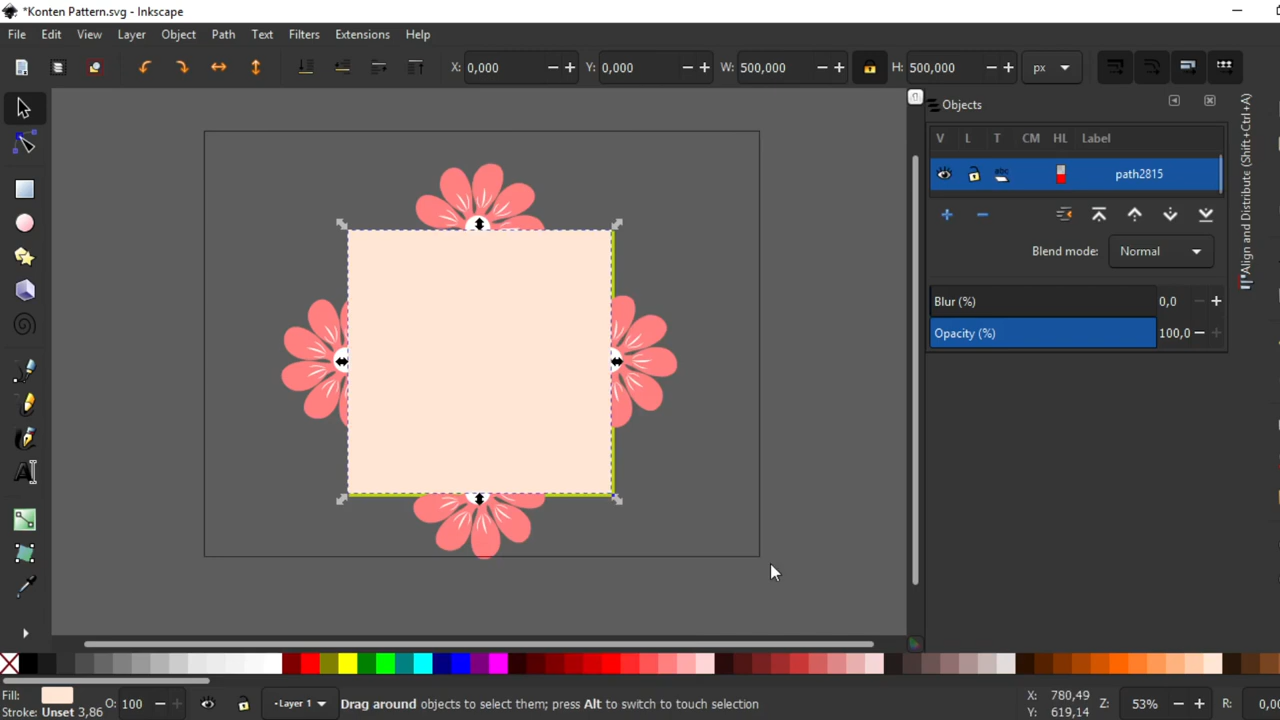 *Konten Pattern.svg - Inkscape
File Edit View Layer Object Path Text Filters Extensions Help
X: 0,000 Y: 0,000 W: 500,000 H: 500,000 px
Objects
V L T CM HL Label
abc path2815
Blend mode: Normal
Blur (%) 0,0
Opacity (%) 100,0
Align and Distribute (Shift+Ctrl+A)
Fill: O: 100 Layer 1 Drag around objects to select them; press Alt to switch to touch selection X: 780,49 Z: 53% R: 0,0
Stroke: Unset 3,86 Y: 619,14